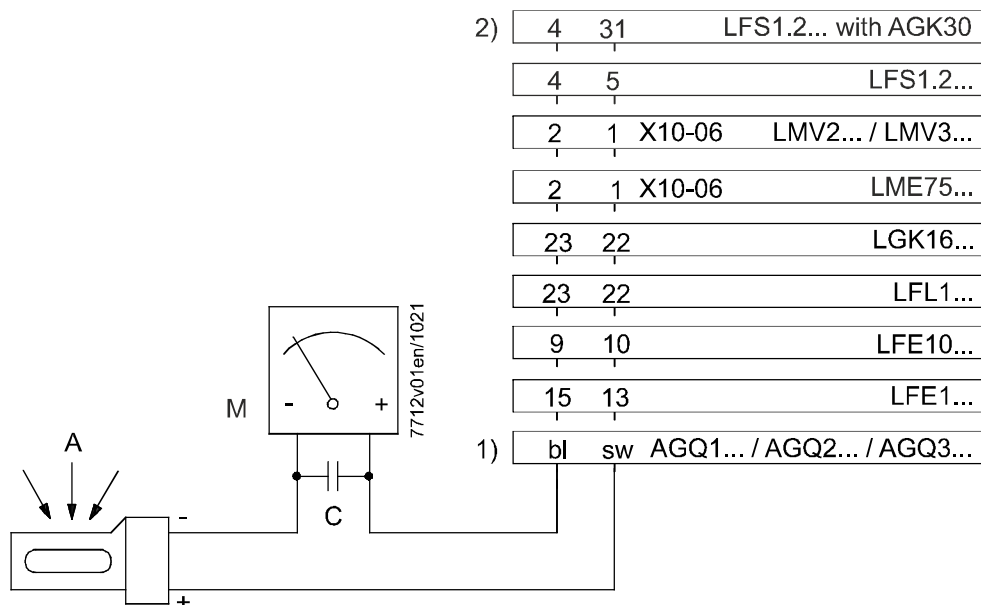 2) 4 31 LFS1.2... with AGK30
4 5 LFS1.2...
2 1 X10-06 LMV2... / LMV3...
2 1 X10-06 LME75...
23 22 LGK16...
23 22 LFL1...
9 10 LFE10...
15 13 LFE1...
1) bl sw AGQ1... / AGQ2... / AGQ3...
7712v01en/1021
M - +
A
C
-
+